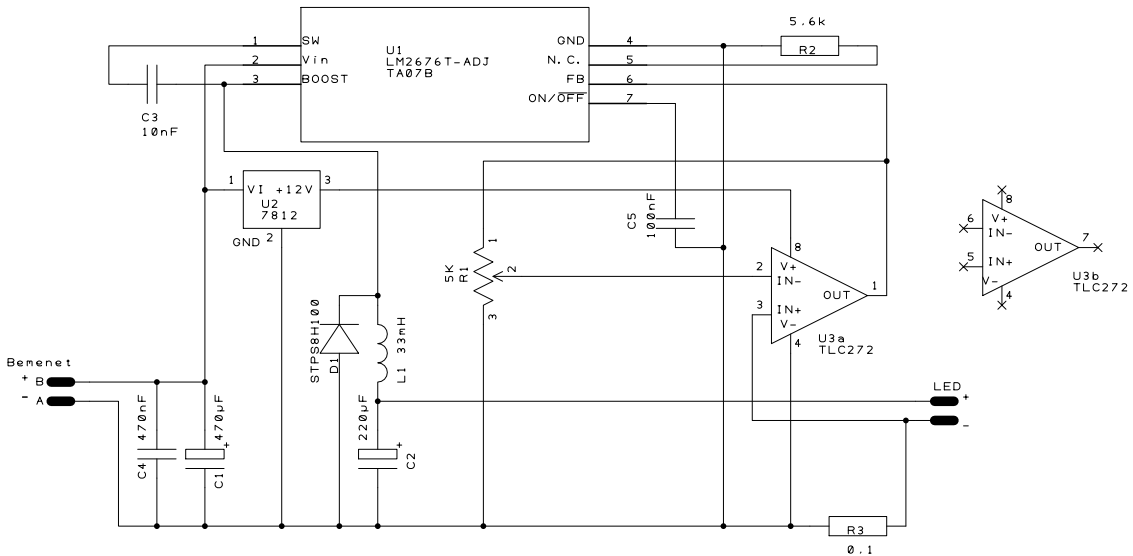 5.6k
R2
1 SW
2 Vin
3 BOOST
U1
LM2676T-ADJ
TA07B
GND 4
N.C. 5
FB 6
ON/OFF 7
C3
10nF
1 VI +12V 3
U2
7812
GND 2
C5
100nF
5K
R1
1
2
3
8
V+
2 IN-
OUT 1
3 IN+
V-
4
U3a
TLC272
8
V+
6 IN-
OUT 7
5 IN+
V-
4
U3b
TLC272
STPS8H100
D1
L1 33mH
Bemenet
+ B
- A
LED
+
-
C4 470nF
C1 470µF
+
C2 220µF
+
R3
0.1